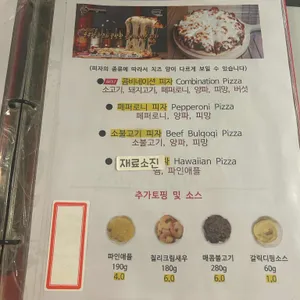 (피자의 종류에 따라서 치즈 양이 다르게 보일 수 있습니다)
콤비네이션 피자 Combination Pizza
소고기, 돼지고기, 페퍼로니, 양파, 피망, 버섯
페퍼로니 피자 Pepperoni Pizza
페퍼로니, 양파, 피망
소불고기 피자 Beef Bulgogi Pizza
소불고기, 양파, 피망
재료소진 자 Hawaiian Pizza
햄, 파인애플
추가토핑 및 소스
파인애플 칠리크림새우 매콤불고기 갈릭디핑소스
190g 180g 280g 60g
4.0 6.0 6.0 1.0